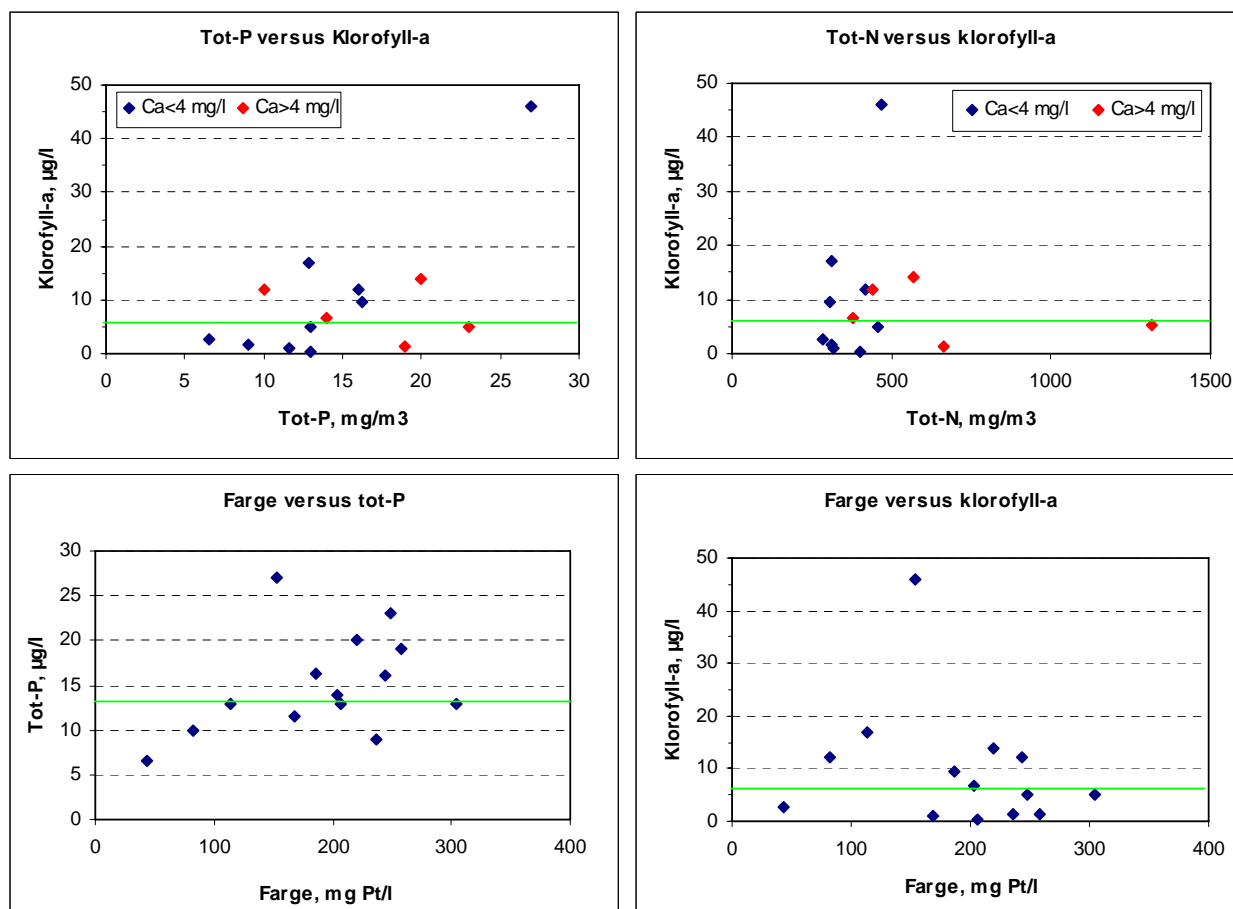 Tot-P versus Klorofyll-a
50
40
30
20
10
0
Klorofyll-a, µg/l
Ca<4 mg/l Ca>4 mg/l
0 5 10 15 20 25 30
Tot-P, mg/m3
Tot-N versus klorofyll-a
50
40
30
20
10
0
Klorofyll-a, µg/l
Ca<4 mg/l Ca>4 mg/l
0 500 1000 1500
Tot-N, mg/m3
Farge versus tot-P
30
25
20
15
10
5
0
Tot-P, µg/l
0 100 200 300 400
Farge, mg Pt/l
Farge versus klorofyll-a
50
40
30
20
10
0
Klorofyll-a, µg/l
0 100 200 300 400
Farge, mg Pt/l